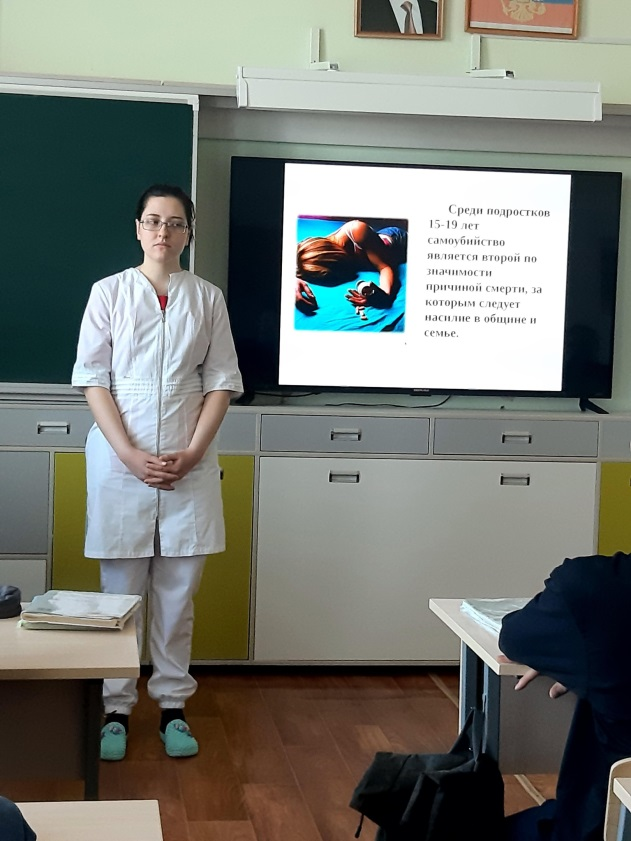 Среди подростков
15-19 лет
самоубийство
является второй по
значимости
причиной смерти, за
которым следует
насилие в общине и
семье.